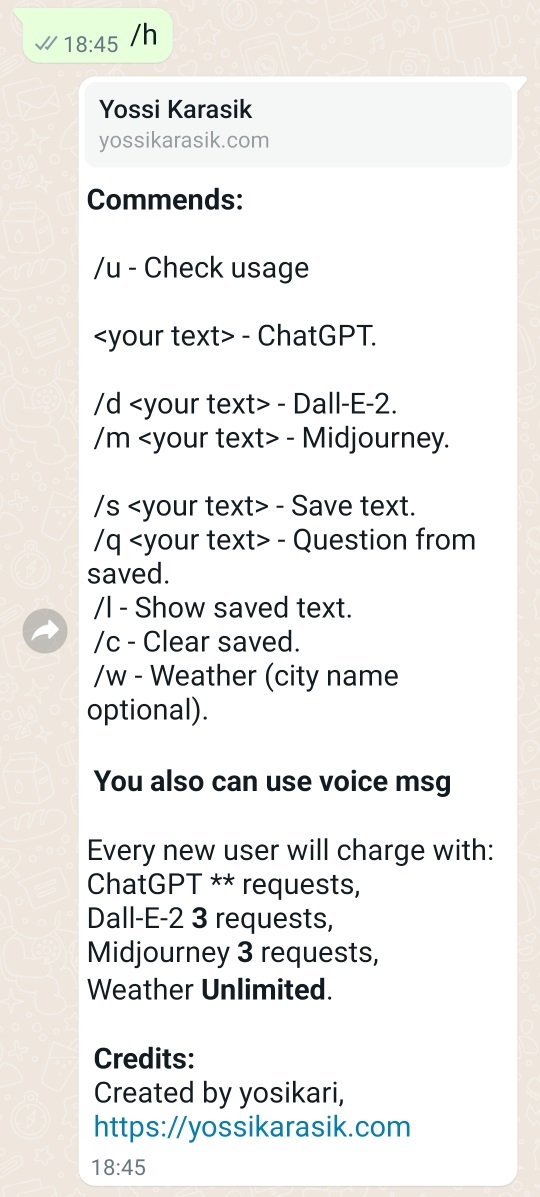 /h
18:45
Yossi Karasik
yossikarasik.com
Commends:
/u - Check usage
<your text> - ChatGPT.
/d <your text> - Dall-E-2.
/m <your text> - Midjourney.
/s <your text> - Save text.
/q <your text> - Question from
saved.
/l - Show saved text.
/c - Clear saved.
/w - Weather (city name
optional).
You also can use voice msg
Every new user will charge with:
ChatGPT ** requests,
Dall-E-2 3 requests,
Midjourney 3 requests,
Weather Unlimited.
Credits:
Created by yosikari,
https://yossikarasik.com
18:45